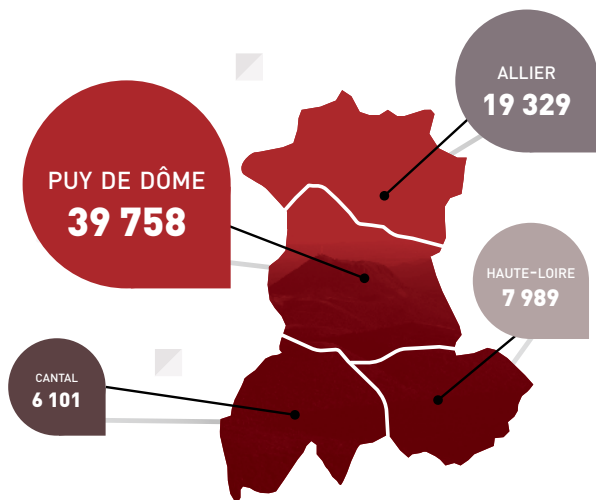 ALLIER
19 329
PUY DE DÔME
39 758
HAUTE-LOIRE
7 989
CANTAL
6 101